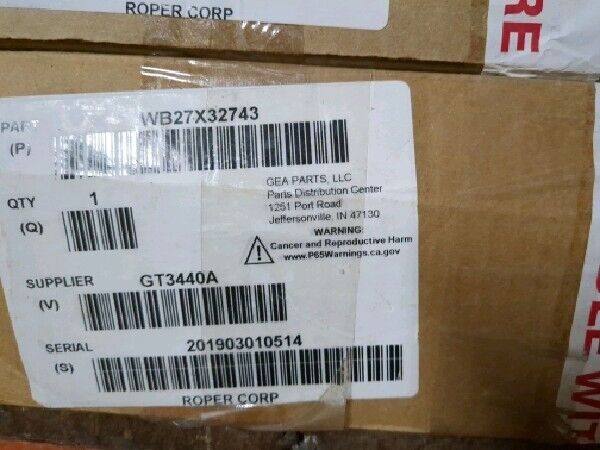 ROPER CORP
RE
PART WB27X32743
(P)
GEA PARTS, LLC
Parts Distribution Center
1251 Port Road
Jeffersonville, IN 47130
QTY 1
(Q)
WARNING:
Cancer and Reproductive Harm
www.P65Warnings.ca.gov
SUPPLIER GT3440A
(V)
SERIAL 201903010514
(S)
ROPER CORP